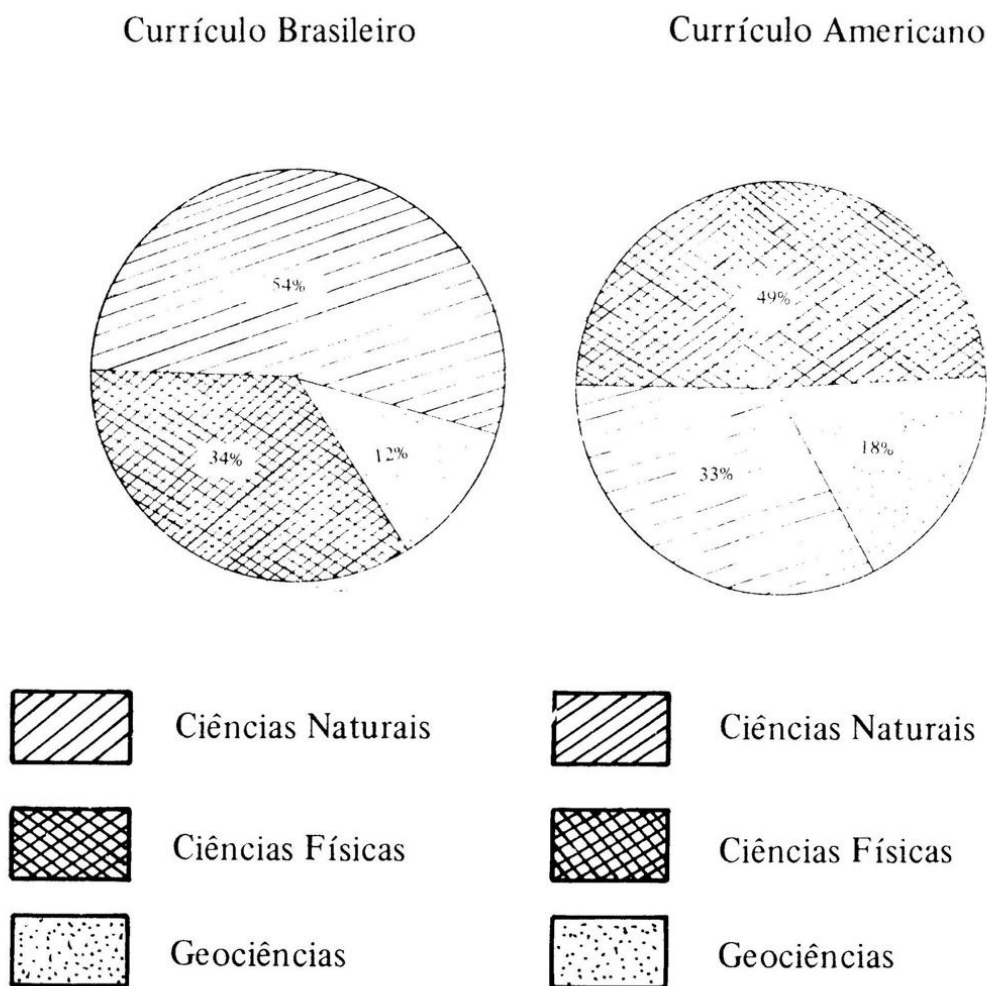 Currículo Brasileiro
Currículo Americano
54%
34%
12%
49%
33%
18%
Ciências Naturais
Ciências Naturais
Ciências Físicas
Ciências Físicas
Geociências
Geociências